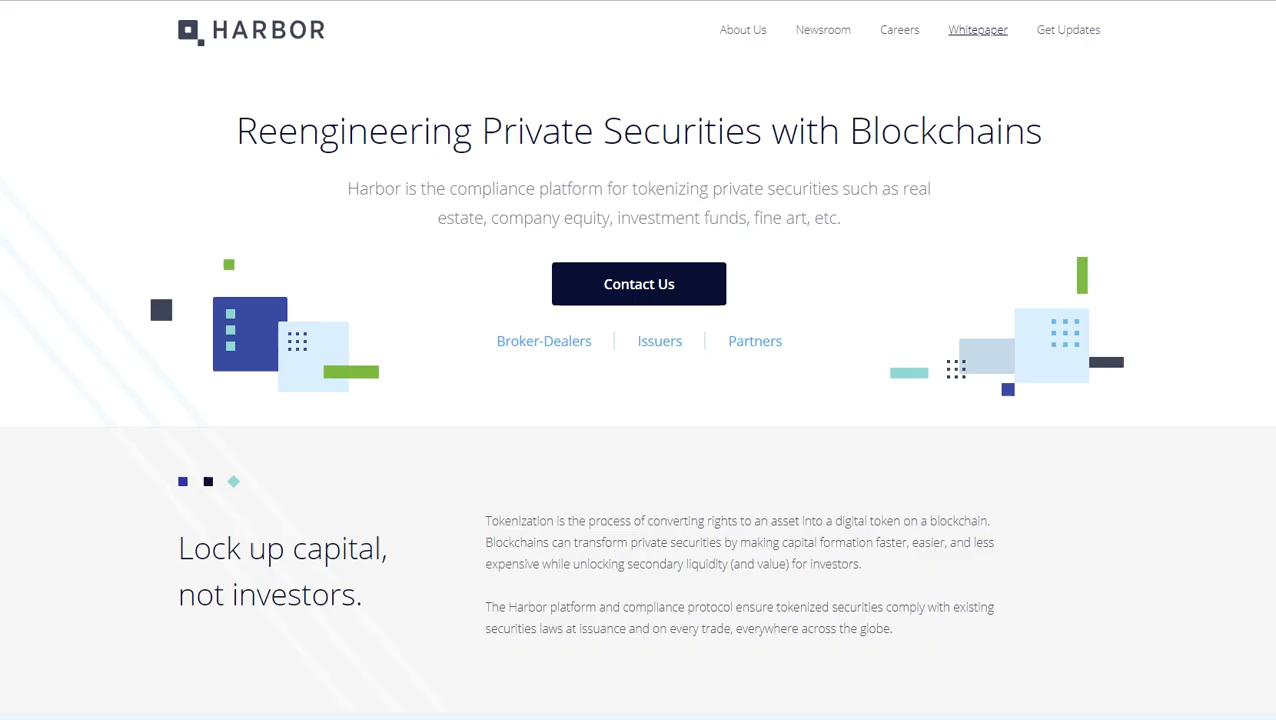 HARBOR
About Us Newsroom Careers Whitepaper Get Updates
Reengineering Private Securities with Blockchains
Harbor is the compliance platform for tokenizing private securities such as real
estate, company equity, investment funds, fine art, etc.
Contact Us
Broker-Dealers Issuers Partners
Lock up capital,
not investors.
Tokenization is the process of converting rights to an asset into a digital token on a blockchain.
Blockchains can transform private securities by making capital formation faster, easier, and less
expensive while unlocking secondary liquidity (and value) for investors.
The Harbor platform and compliance protocol ensure tokenized securities comply with existing
securities laws at issuance and on every trade, everywhere across the globe.